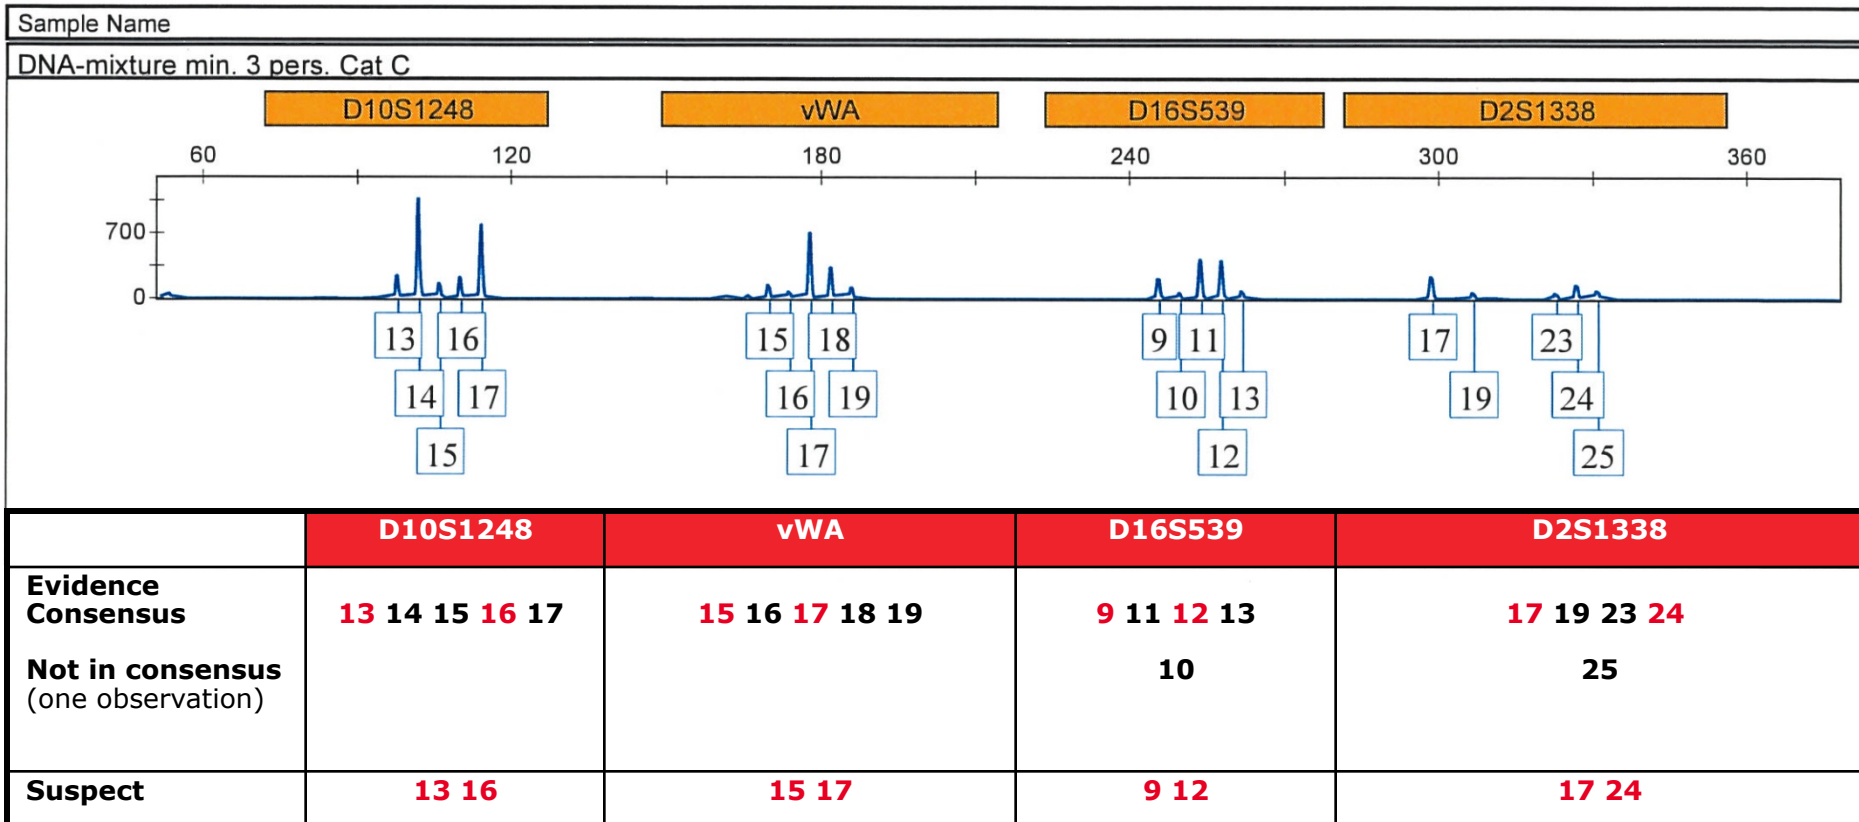 Sample Name
DNA-mixture min. 3 pers. Cat C
D10S1248 vWA D16S539 D2S1338
60 120 180 240 300 360
700
0
13 16 15 18 9 11 17 23
14 17 16 19 10 13 19 24
15 17 12 25
D10S1248 vWA D16S539 D2S1338
Evidence
Consensus 13 14 15 16 17 15 16 17 18 19 9 11 12 13 17 19 23 24
Not in consensus 10 25
(one observation)
Suspect 13 16 15 17 9 12 17 24